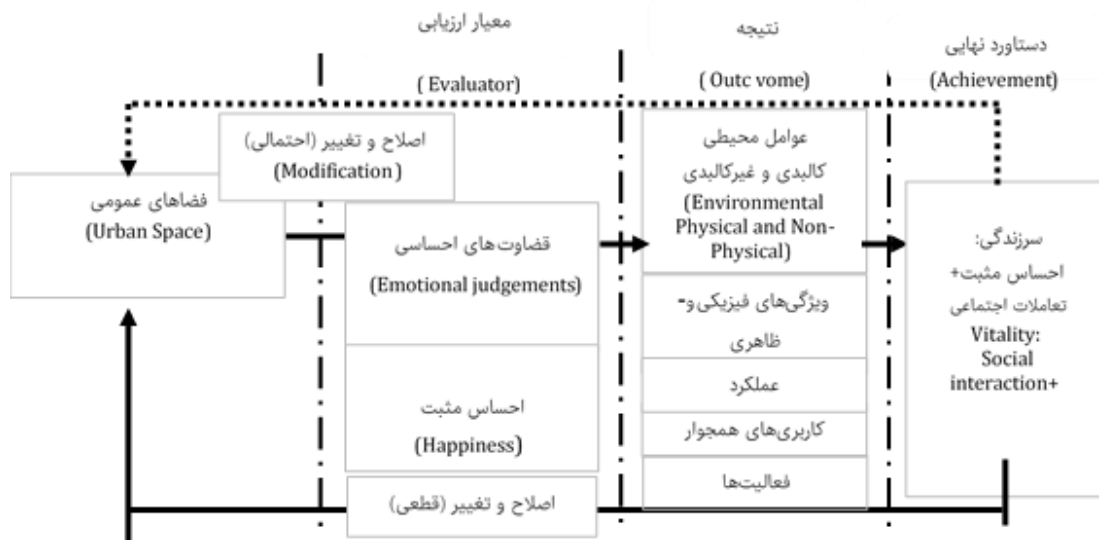 معیار ارزیابی
( Evaluator)
نتیجه
( Outc vome)
دستاورد نهایی
(Achievement)
اصلاح و تغییر (احتمالی)
(Modification )
فضاهای عمومی
(Urban Space)
قضاوت‌های احساسی
(Emotional judgements)
احساس مثبت
(Happiness)
عوامل محیطی
کالبدی و غیرکالبدی
(Environmental
Physical and Non-
Physical)
ویژگی‌های فیزیکی و-
ظاهری
عملکرد
کاربری‌های همجوار
فعالیت‌ها
سرزندگی:
احساس مثبت+
تعاملات اجتماعی
Vitality:
Social
interaction+
اصلاح و تغییر (قطعی)